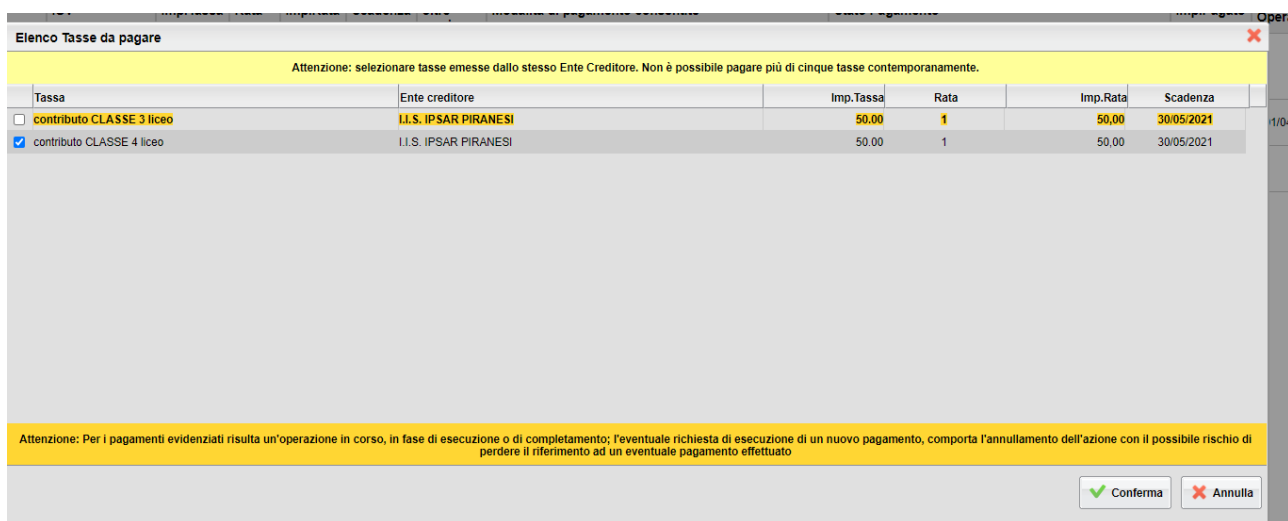 Elenco Tasse da pagare
Attenzione: selezionare tasse emesse dallo stesso Ente Creditore. Non è possibile pagare più di cinque tasse contemporanamente.
Tassa Ente creditore Imp.Tassa Rata Imp.Rata Scadenza
contributo CLASSE 3 liceo I.I.S. IPSAR PIRANESI 50.00 1 50,00 30/05/2021
contributo CLASSE 4 liceo I.I.S. IPSAR PIRANESI 50.00 1 50,00 30/05/2021
Attenzione: Per i pagamenti evidenziati risulta un'operazione in corso, in fase di esecuzione o di completamento; l'eventuale richiesta di esecuzione di un nuovo pagamento, comporta l'annullamento dell'azione con il possibile rischio di
perdere il riferimento ad un eventuale pagamento effettuato
Conferma Annulla